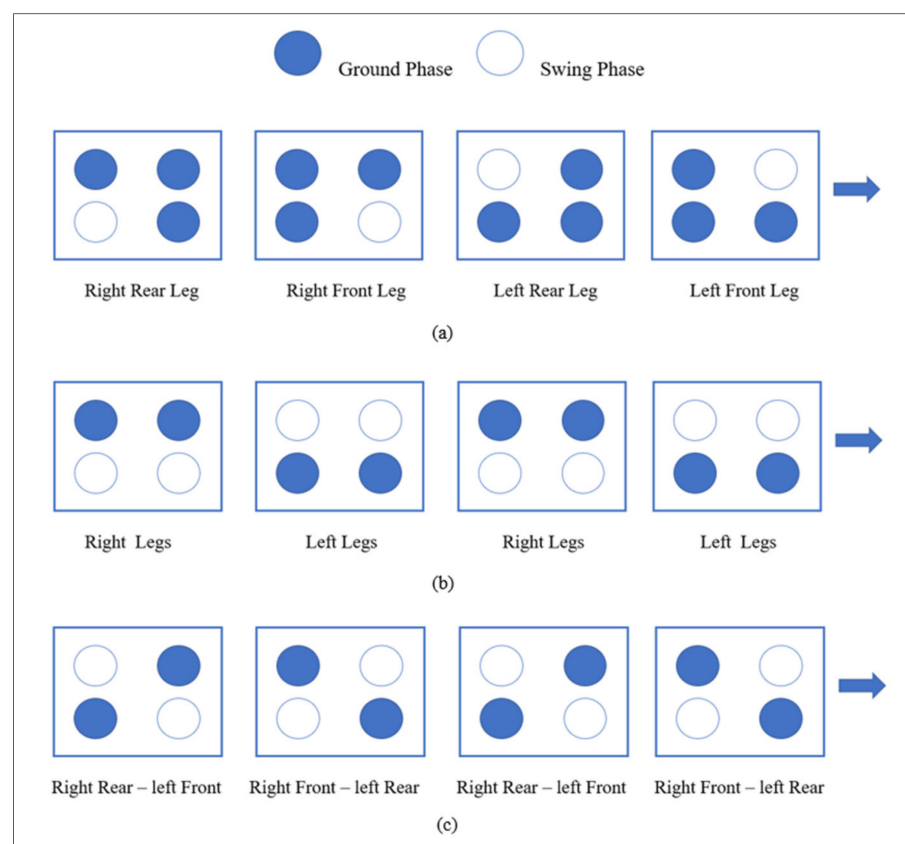 Ground Phase Swing Phase
Right Rear Leg Right Front Leg Left Rear Leg Left Front Leg
(a)
Right Legs Left Legs Right Legs Left Legs
(b)
Right Rear – left Front Right Front – left Rear Right Rear – left Front Right Front – left Rear
(c)